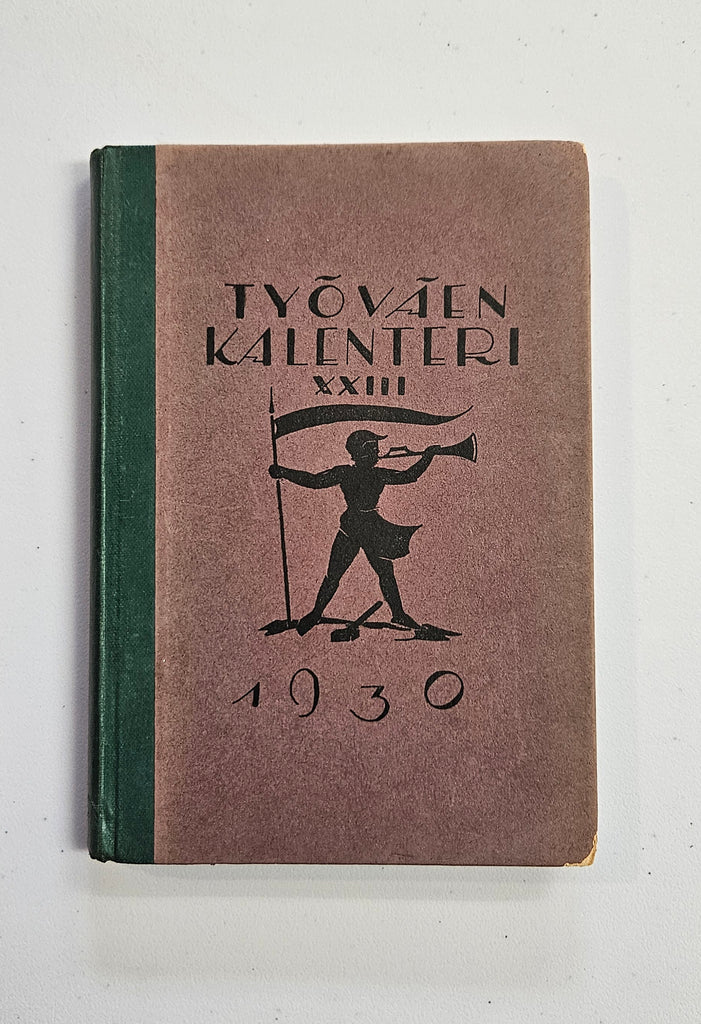 TYÖVÄEN
KALENTERI
XXIII
1930